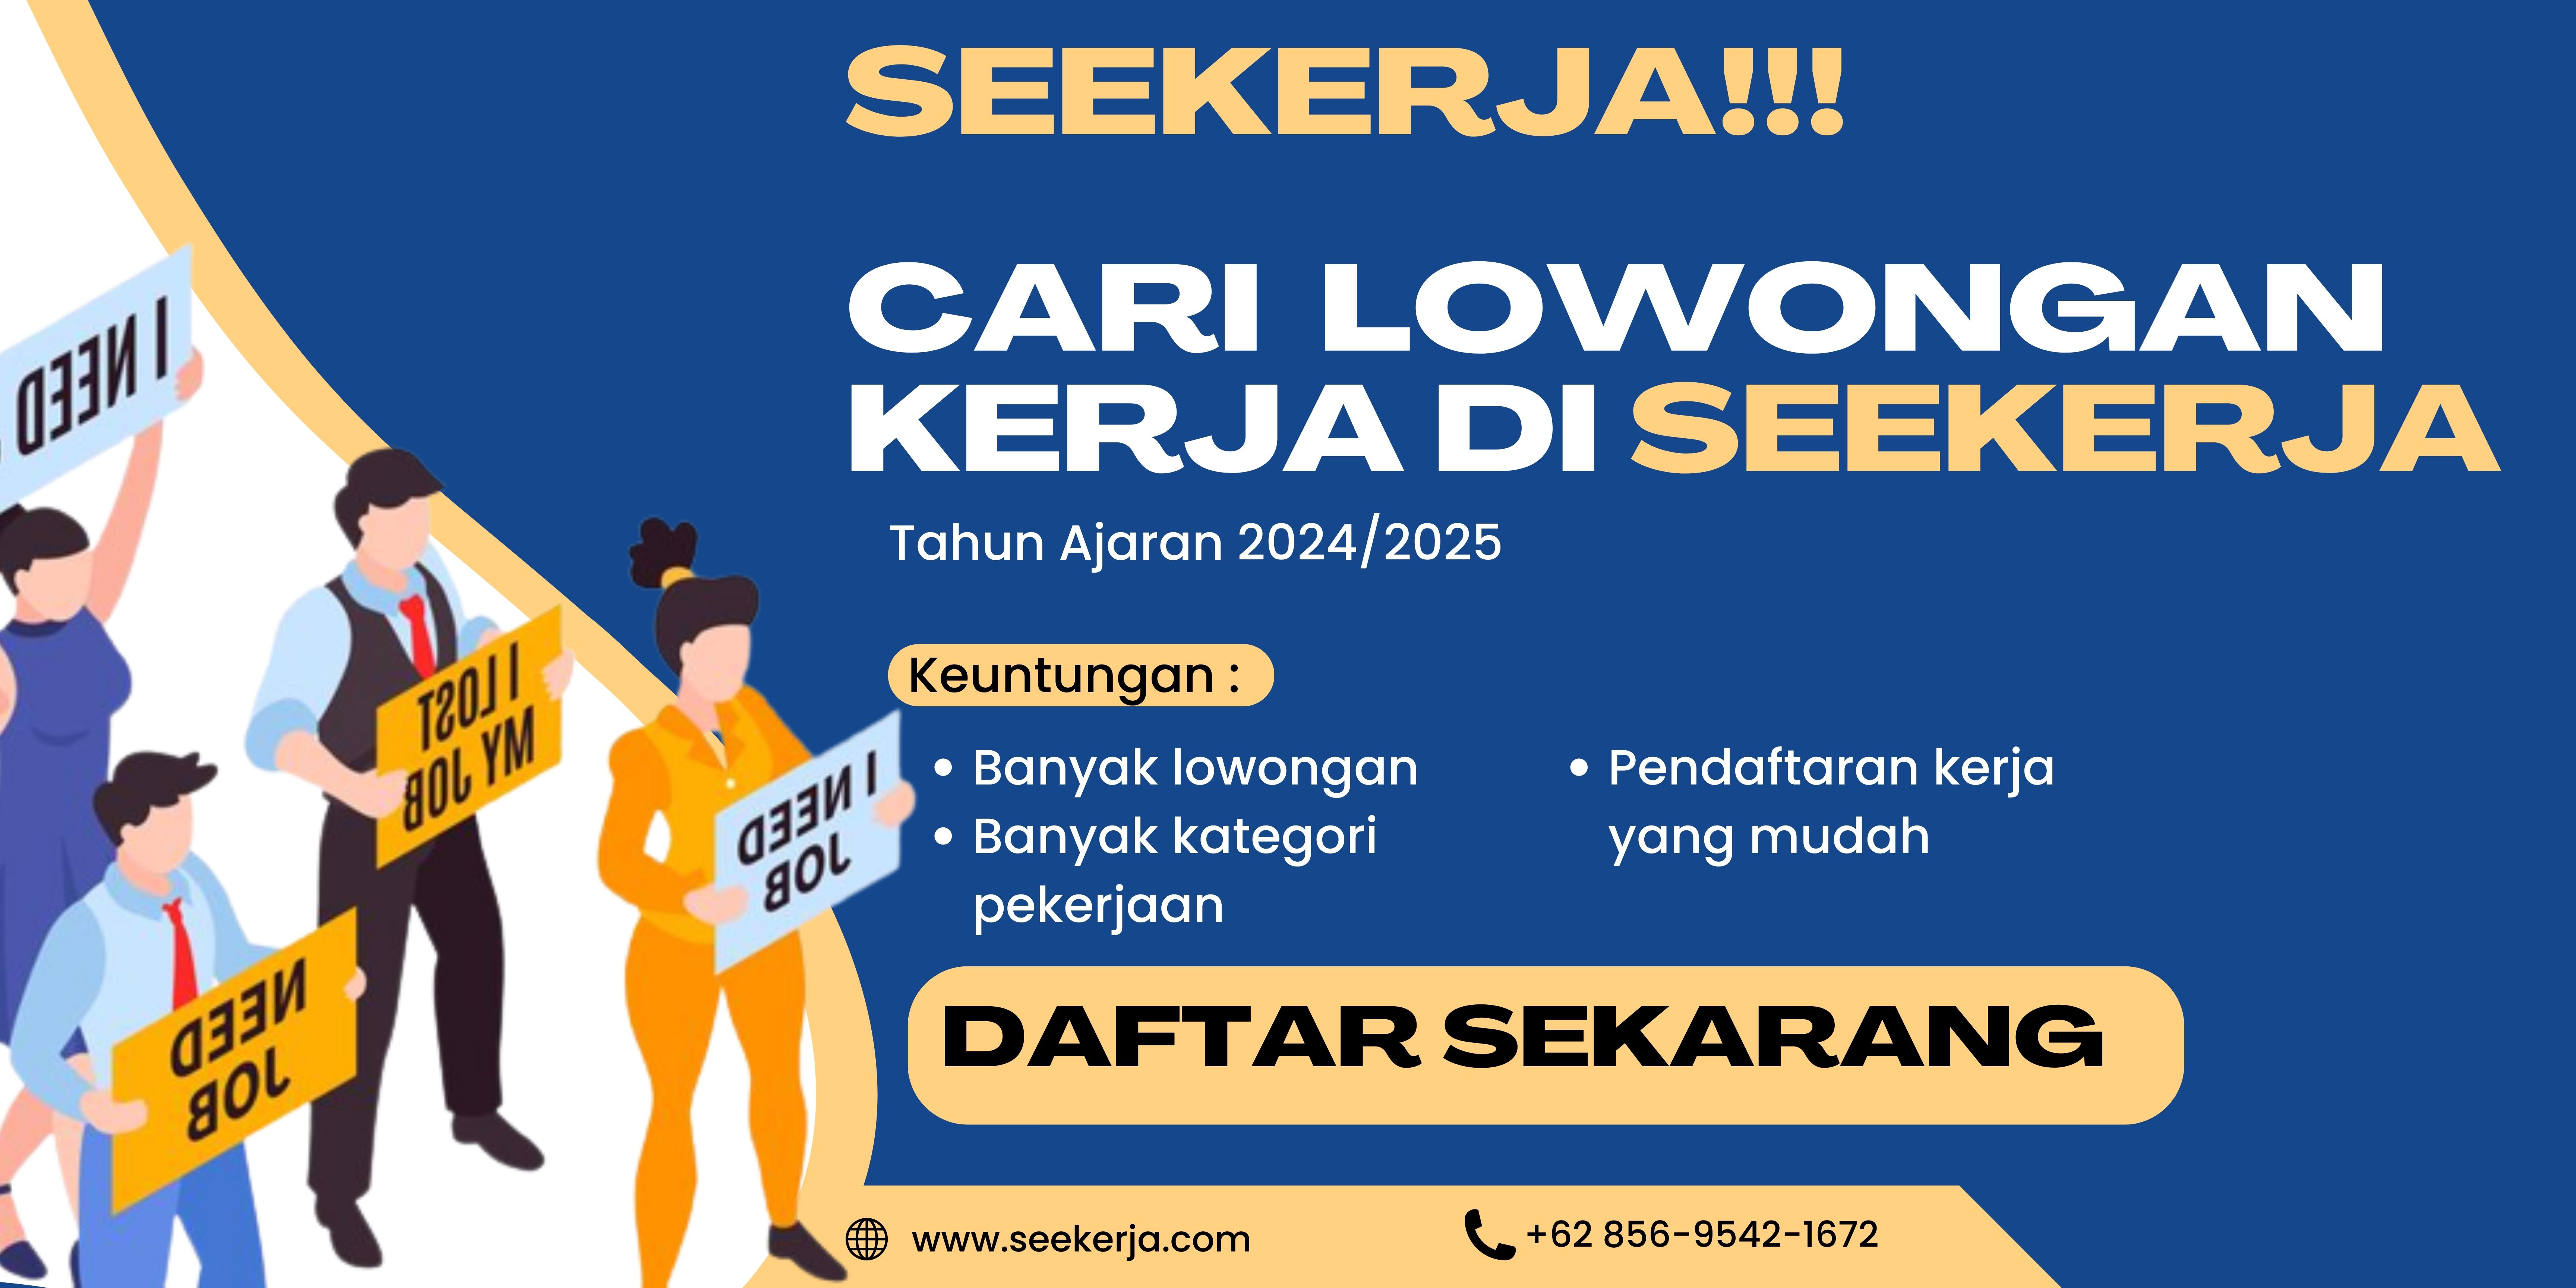 SEEKERJA!!!
CARI LOWONGAN
KERJA DI SEEKERJA
Tahun Ajaran 2024/2025
Keuntungan :
• Banyak lowongan
• Banyak kategori
pekerjaan
• Pendaftaran kerja
yang mudah
DAFTAR SEKARANG
www.seekerja.com
+62 856-9542-1672
I NEED
I LOST
MY JOB
I NEED
JOB
NEED
JOB